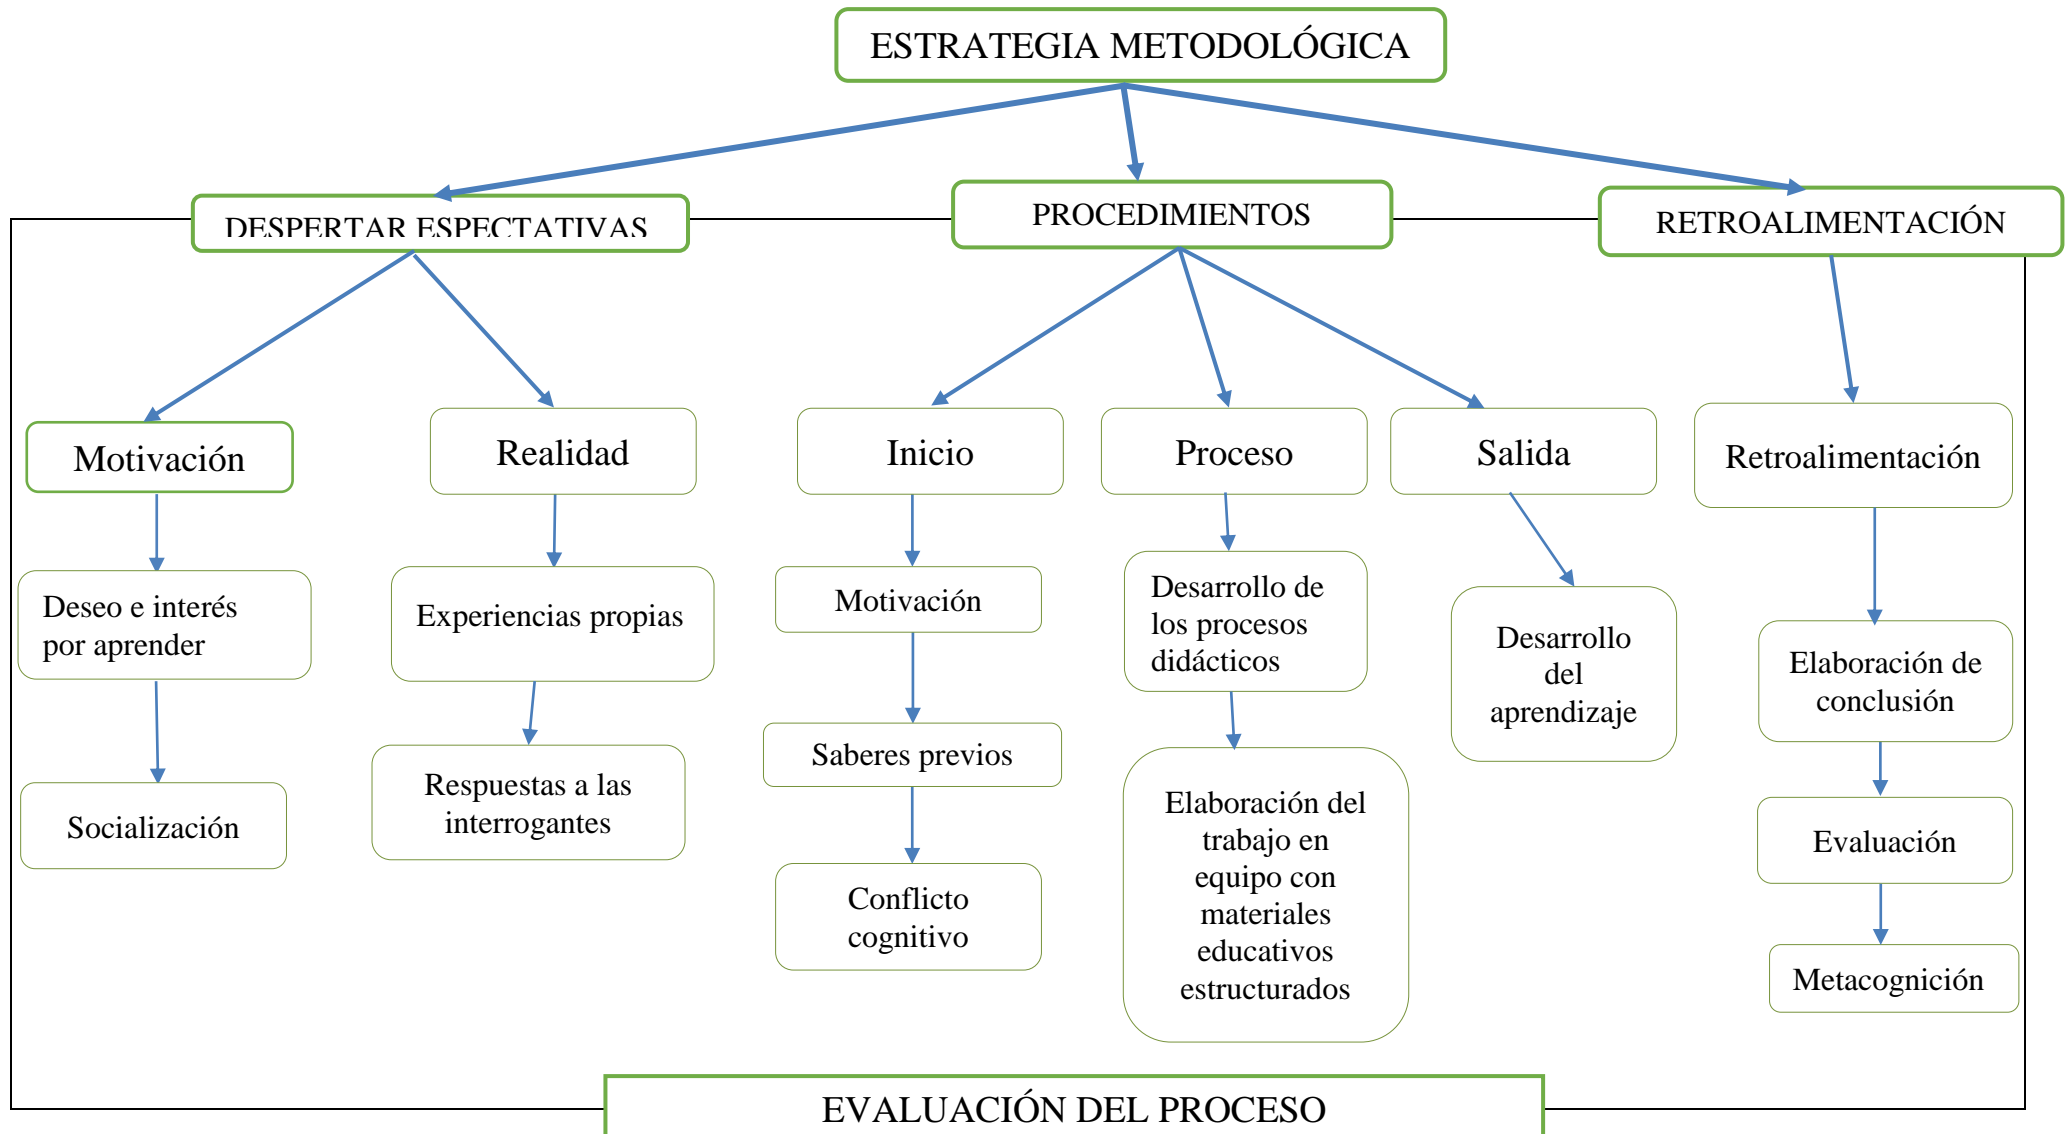 ESTRATEGIA METODOLÓGICA
DESPERTAR ESPECTATIVAS
PROCEDIMIENTOS
RETROALIMENTACIÓN
Motivación
Realidad
Inicio
Proceso
Salida
Retroalimentación
Deseo e interés
por aprender
Experiencias propias
Motivación
Desarrollo de
los procesos
didácticos
Desarrollo
del
aprendizaje
Elaboración de
conclusión
Socialización
Respuestas a las
interrogantes
Saberes previos
Elaboración del
trabajo en
equipo con
materiales
educativos
estructurados
Evaluación
Conflicto
cognitivo
Metacognición
EVALUACIÓN DEL PROCESO